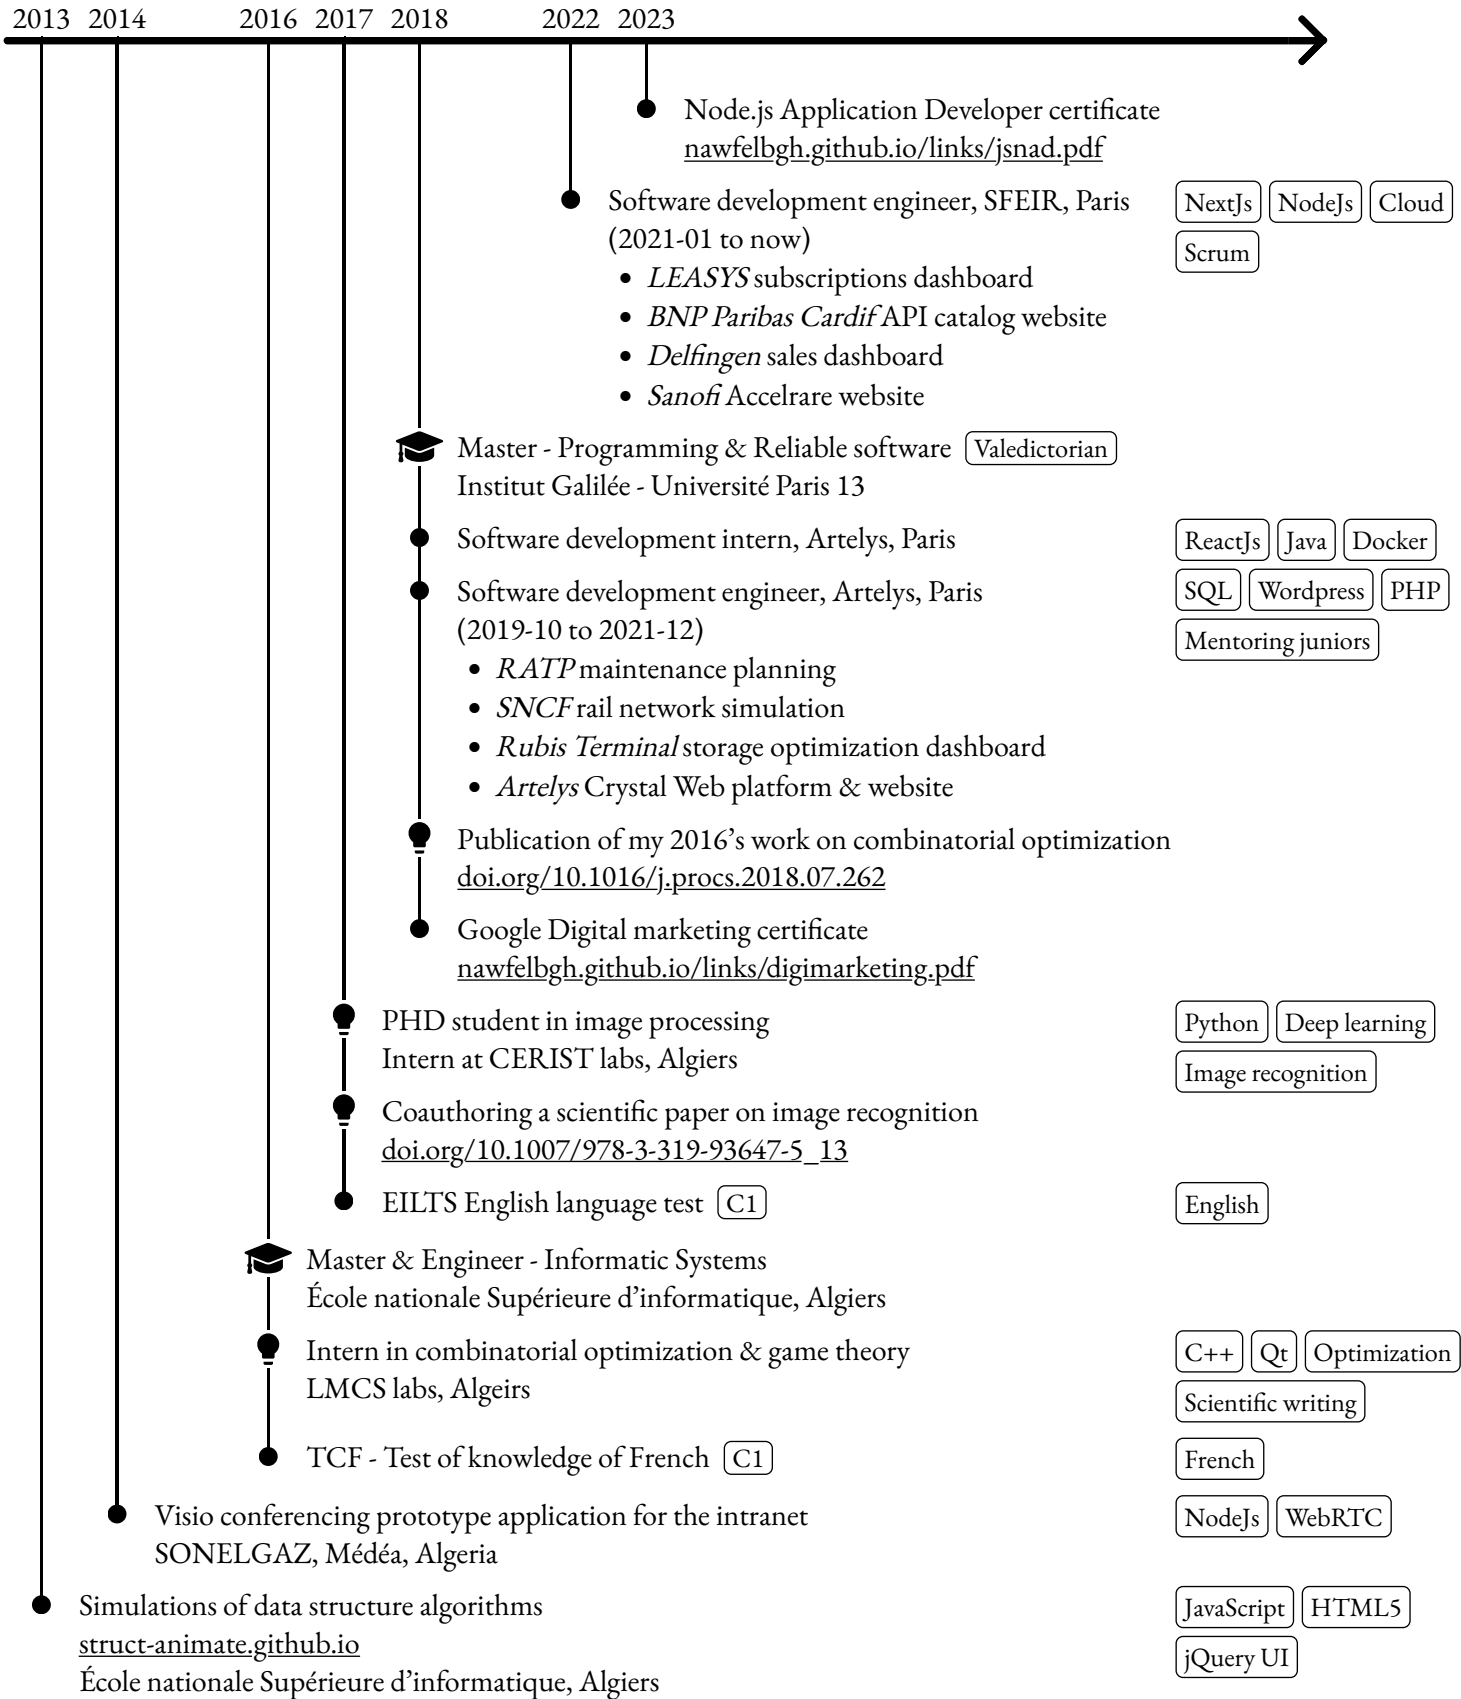 2013 2014 2016 2017 2018 2022 2023
Node.js Application Developer certificate
nawfelbgh.github.io/links/jsnad.pdf
Software development engineer, SFEIR, Paris NextJs NodeJs Cloud
(2021-01 to now) Scrum
• LEASYS subscriptions dashboard
• BNP Paribas Cardif API catalog website
• Delfingen sales dashboard
• Sanofi Accelrare website
Master - Programming & Reliable software Valedictorian
Institut Galilée - Université Paris 13
Software development intern, Artelys, Paris ReactJs Java Docker
Software development engineer, Artelys, Paris SQL Wordpress PHP
(2019-10 to 2021-12) Mentoring juniors
• RATP maintenance planning
• SNCF rail network simulation
• Rubis Terminal storage optimization dashboard
• Artelys Crystal Web platform & website
Publication of my 2016’s work on combinatorial optimization
doi.org/10.1016/j.procs.2018.07.262
Google Digital marketing certificate
nawfelbgh.github.io/links/digimarketing.pdf
PHD student in image processing Python Deep learning
Intern at CERIST labs, Algiers Image recognition
Coauthoring a scientific paper on image recognition
doi.org/10.1007/978-3-319-93647-5_13
EILTS English language test C1 English
Master & Engineer - Informatic Systems
École nationale Supérieure d’informatique, Algiers
Intern in combinatorial optimization & game theory C++ Qt Optimization
LMCS labs, Algeirs Scientific writing
TCF - Test of knowledge of French C1 French
Visio conferencing prototype application for the intranet NodeJs WebRTC
SONELGAZ, Médéa, Algeria
Simulations of data structure algorithms JavaScript HTML5
struct-animate.github.io jQuery UI
École nationale Supérieure d’informatique, Algiers